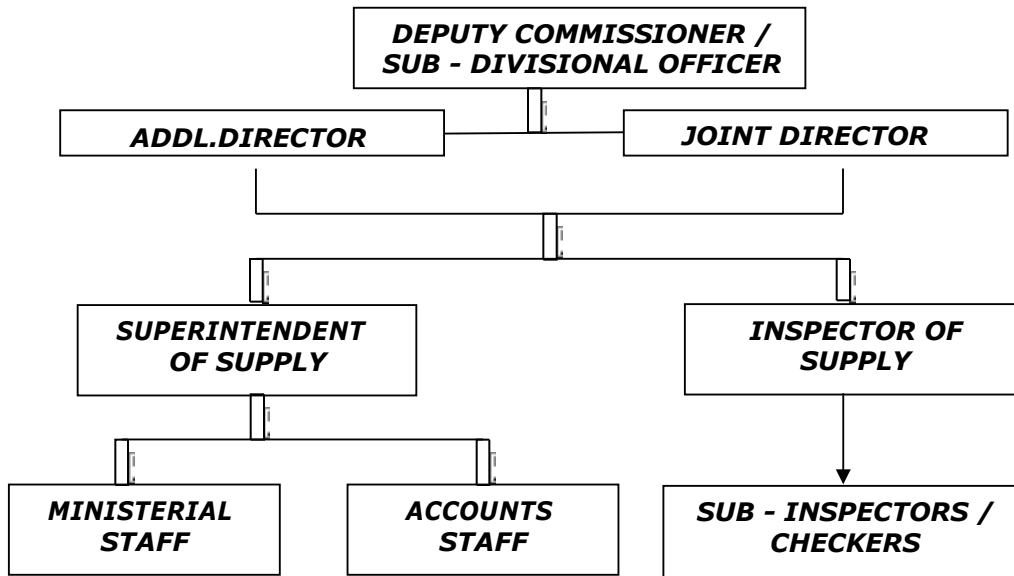 DEPUTY COMMISSIONER /
SUB - DIVISIONAL OFFICER
ADDL.DIRECTOR
JOINT DIRECTOR
SUPERINTENDENT
OF SUPPLY
INSPECTOR OF
SUPPLY
MINISTERIAL
STAFF
ACCOUNTS
STAFF
SUB - INSPECTORS /
CHECKERS